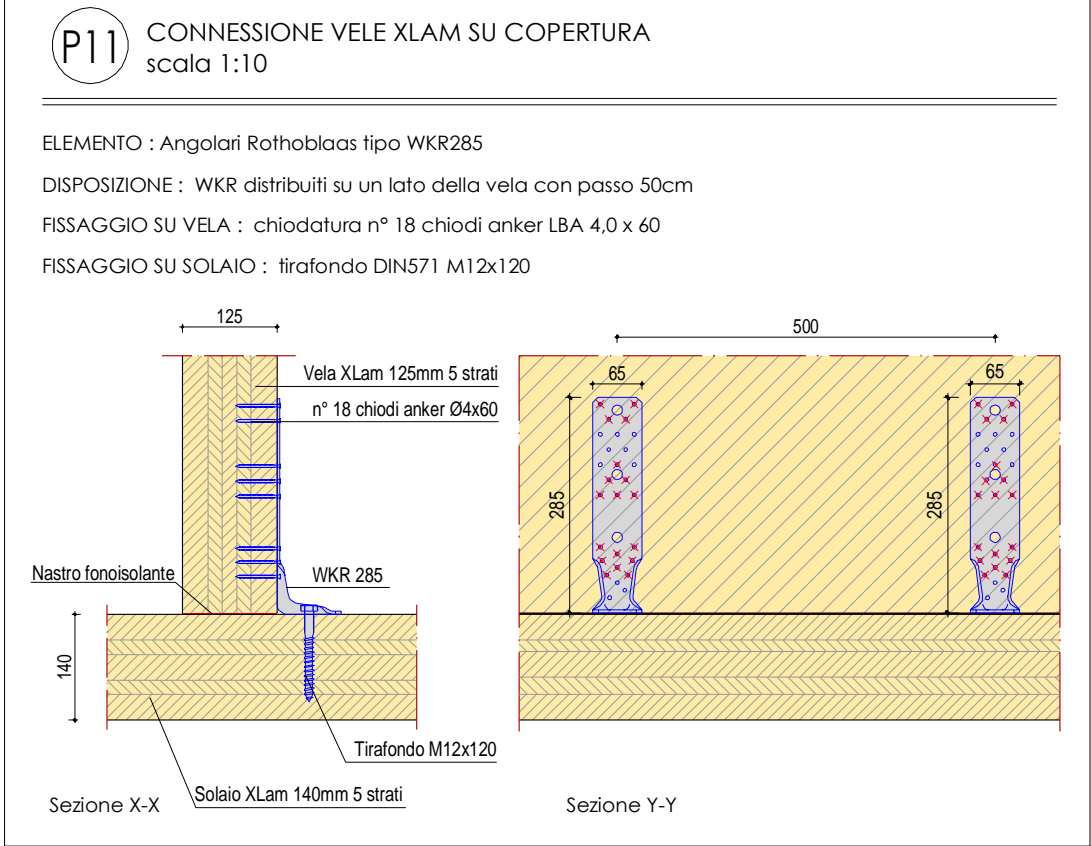 P11
CONNESSIONE VELE XLAM SU COPERTURA
scala 1:10
ELEMENTO : Angolari Rothoblaas tipo WKR285
DISPOSIZIONE : WKR distribuiti su un lato della vela con passo 50cm
FISSAGGIO SU VELA : chiodatura n° 18 chiodi anker LBA 4,0 x 60
FISSAGGIO SU SOLAIO : tirafondo DIN571 M12x120
125
500
Vela XLam 125mm 5 strati
65
65
n° 18 chiodi anker Ø4x60
285
285
Nastro fonoisolante
WKR 285
140
Tirafondo M12x120
Solaio XLam 140mm 5 strati
Sezione X-X
Sezione Y-Y